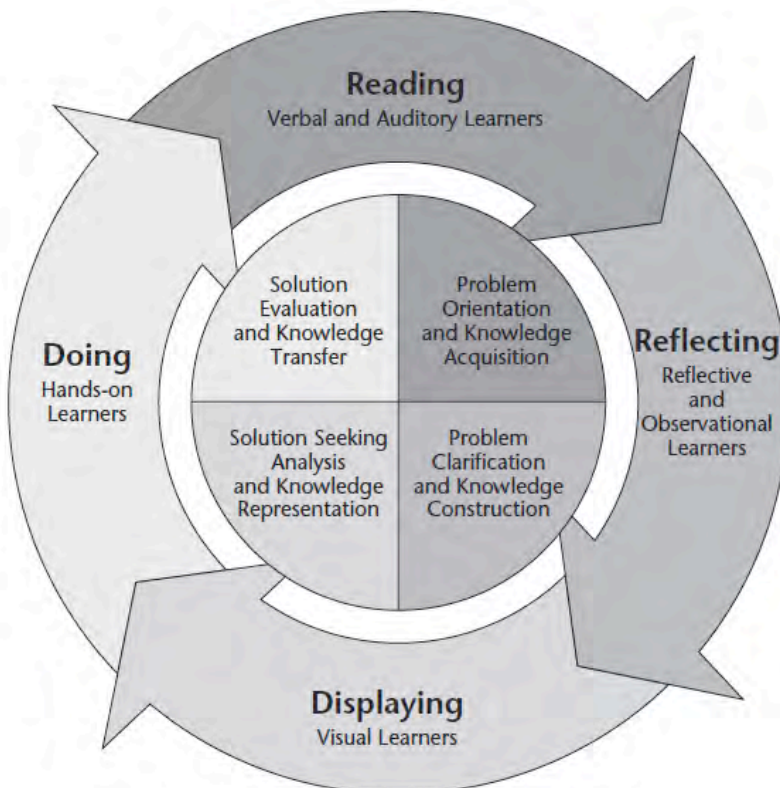 Reading
Verbal and Auditory Learners
Solution
Evaluation
and Knowledge
Transfer
Problem
Orientation
and Knowledge
Acquisition
Doing
Hands-on
Learners
Reflecting
Reflective
and
Observational
Learners
Solution Seeking
Analysis
and Knowledge
Representation
Problem
Clarification
and Knowledge
Construction
Displaying
Visual Learners